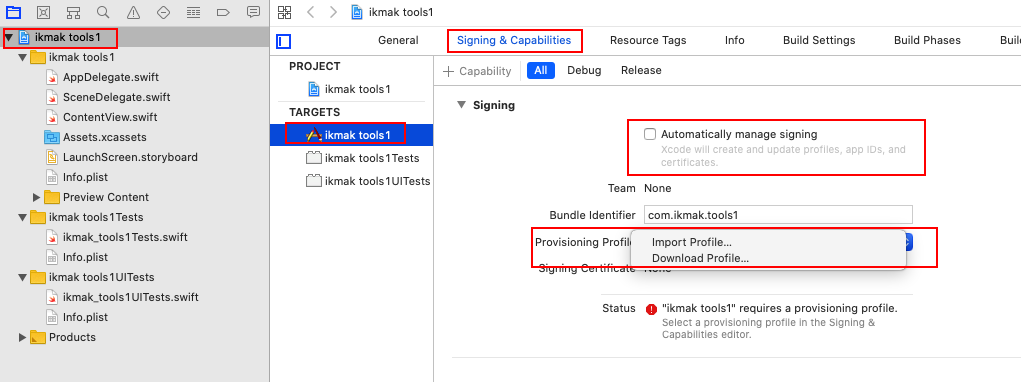 ikmak tools1
ikmak tools1
AppDelegate.swift
SceneDelegate.swift
ContentView.swift
Assets.xcassets
LaunchScreen.storyboard
Info.plist
Preview Content
ikmak tools1Tests
ikmak_tools1Tests.swift
Info.plist
ikmak tools1UITests
ikmak_tools1UITests.swift
Info.plist
Products
ikmak tools1
General
Signing & Capabilities
Resource Tags
Info
Build Settings
Build Phases
Buil
PROJECT
ikmak tools1
TARGETS
ikmak tools1
ikmak tools1Tests
ikmak tools1UITests
+ Capability
All
Debug
Release
Signing
Automatically manage signing
Xcode will create and update profiles, app IDs, and
certificates.
Team None
Bundle Identifier com.ikmak.tools1
Provisioning Profile
Import Profile...
Download Profile...
Signing Certificate None
Status "ikmak tools1" requires a provisioning profile.
Select a provisioning profile in the Signing &
Capabilities editor.